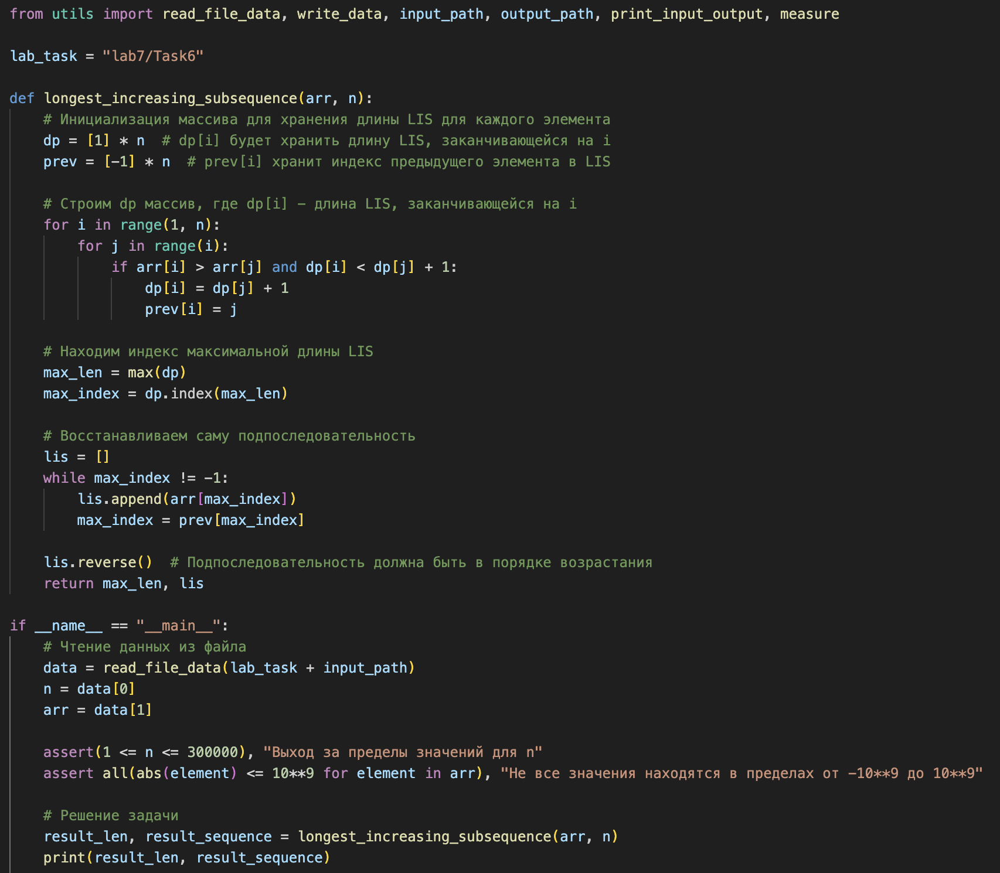 from utils import read_file_data, write_data, input_path, output_path, print_input_output, measure
lab_task = "lab7/Task6"
def longest_increasing_subsequence(arr, n):
# Инициализация массива для хранения длины LIS для каждого элемента
dp = [1] * n  # dp[i] будет хранить длину LIS, заканчивающейся на i
prev = [-1] * n  # prev[i] хранит индекс предыдущего элемента в LIS
# Строим dp массив, где dp[i] - длина LIS, заканчивающейся на i
for i in range(1, n):
for j in range(i):
if arr[i] > arr[j] and dp[i] < dp[j] + 1:
dp[i] = dp[j] + 1
prev[i] = j
# Находим индекс максимальной длины LIS
max_len = max(dp)
max_index = dp.index(max_len)
# Восстанавливаем саму подпоследовательность
lis = []
while max_index != -1:
lis.append(arr[max_index])
max_index = prev[max_index]
lis.reverse()  # Подпоследовательность должна быть в порядке возрастания
return max_len, lis
if __name__ == "__main__":
# Чтение данных из файла
data = read_file_data(lab_task + input_path)
n = data[0]
arr = data[1]
assert(1 <= n <= 300000), "Выход за пределы значений для n"
assert all(abs(element) <= 10**9 for element in arr), "Не все значения находятся в пределах от -10**9 до 10**9"
# Решение задачи
result_len, result_sequence = longest_increasing_subsequence(arr, n)
print(result_len, result_sequence)